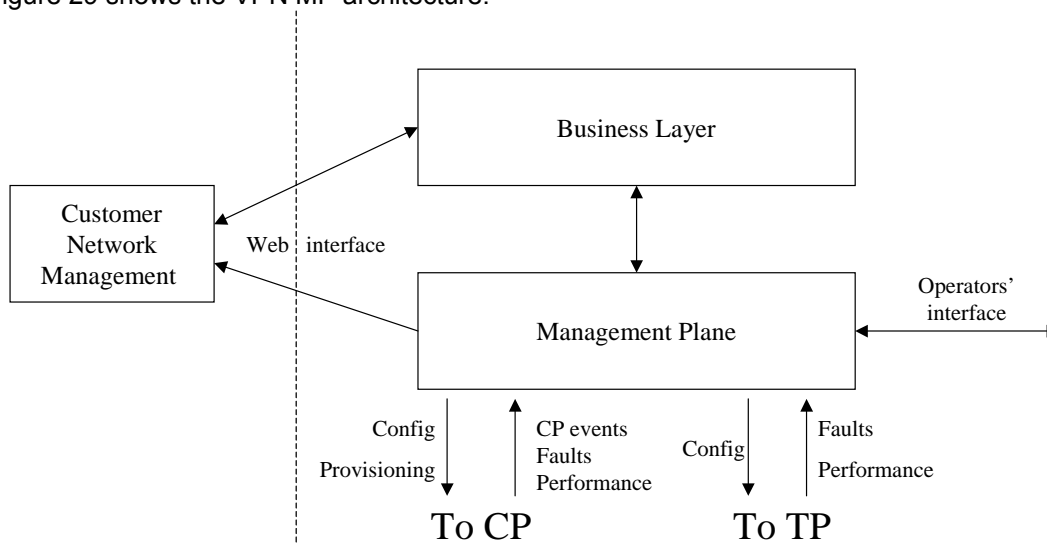 Figure 29 shows the VPN MP architecture.
Business Layer
Customer
Network
Management
Web interface
Operators’
interface
Management Plane
Config
Provisioning
CP events
Faults
Performance
Config
Faults
Performance
To CP
To TP